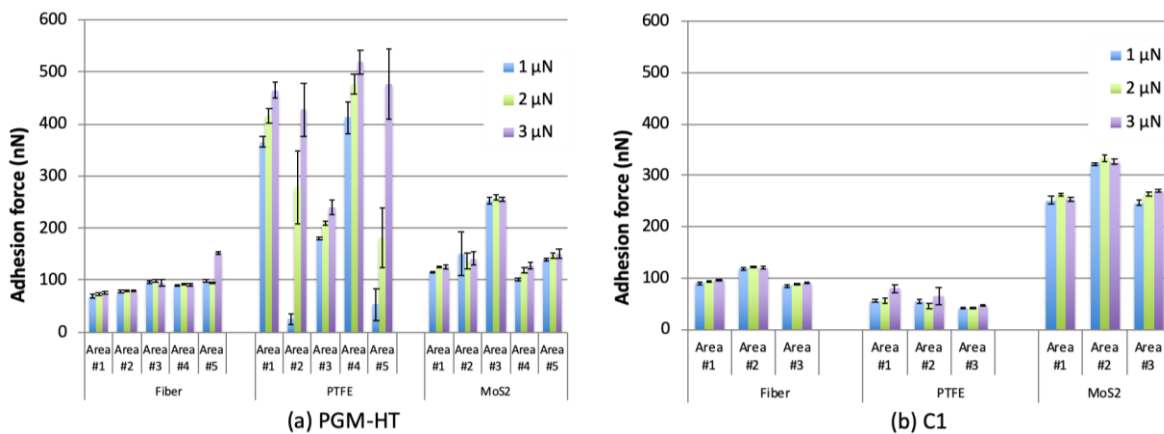 600
500
400
300
200
100
0
Adhesion force (nN)
1 µN
2 µN
3 µN
Area #1 Area #2 Area #3 Area #4 Area #5 Area #1 Area #2 Area #3 Area #4 Area #5 Area #1 Area #2 Area #3 Area #4 Area #5
Fiber PTFE MoS2
(a) PGM-HT
600
500
400
300
200
100
0
Adhesion force (nN)
1 µN
2 µN
3 µN
Area #1 Area #2 Area #3 Area #1 Area #2 Area #3 Area #1 Area #2 Area #3
Fiber PTFE MoS2
(b) C1